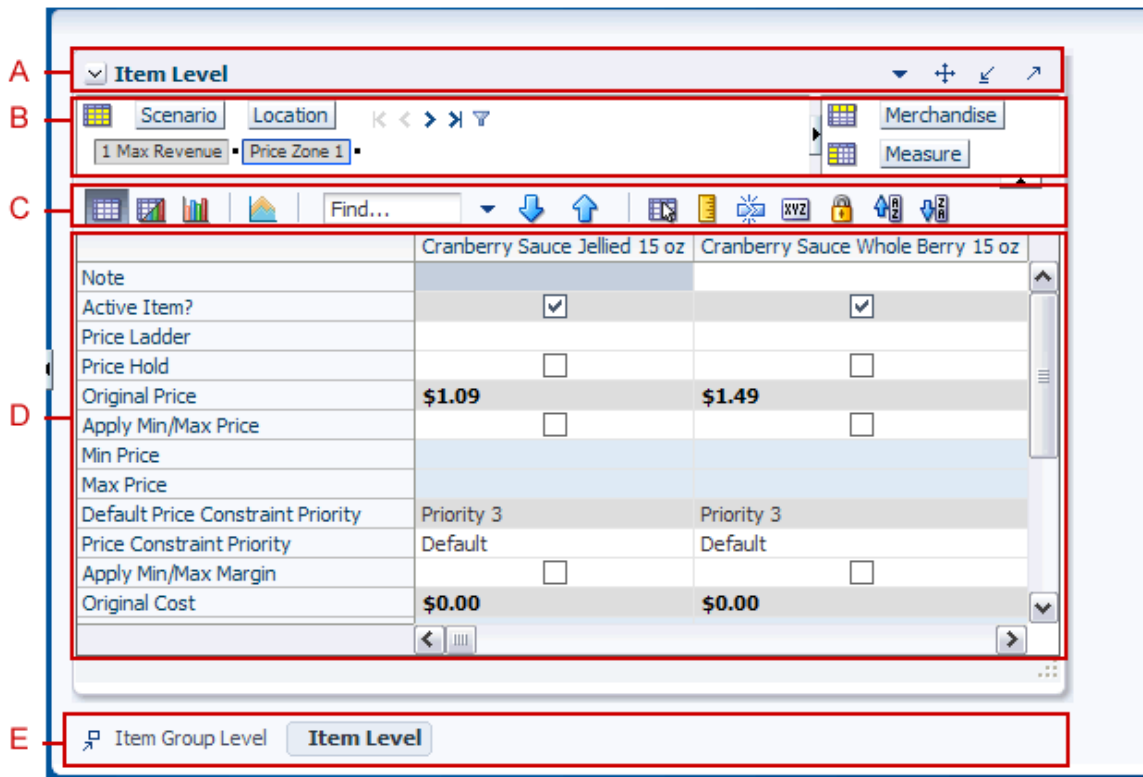 A
Item Level
B
Scenario Location Merchandise
1 Max Revenue Price Zone 1 Measure
C
Find... XYZ A Z Z A
Cranberry Sauce Jellied 15 oz Cranberry Sauce Whole Berry 15 oz
Note
Active Item?
Price Ladder
Price Hold
Original Price $1.09 $1.49
D
Apply Min/Max Price
Min Price
Max Price
Default Price Constraint Priority Priority 3 Priority 3
Price Constraint Priority Default Default
Apply Min/Max Margin
Original Cost $0.00 $0.00
E
Item Group Level Item Level